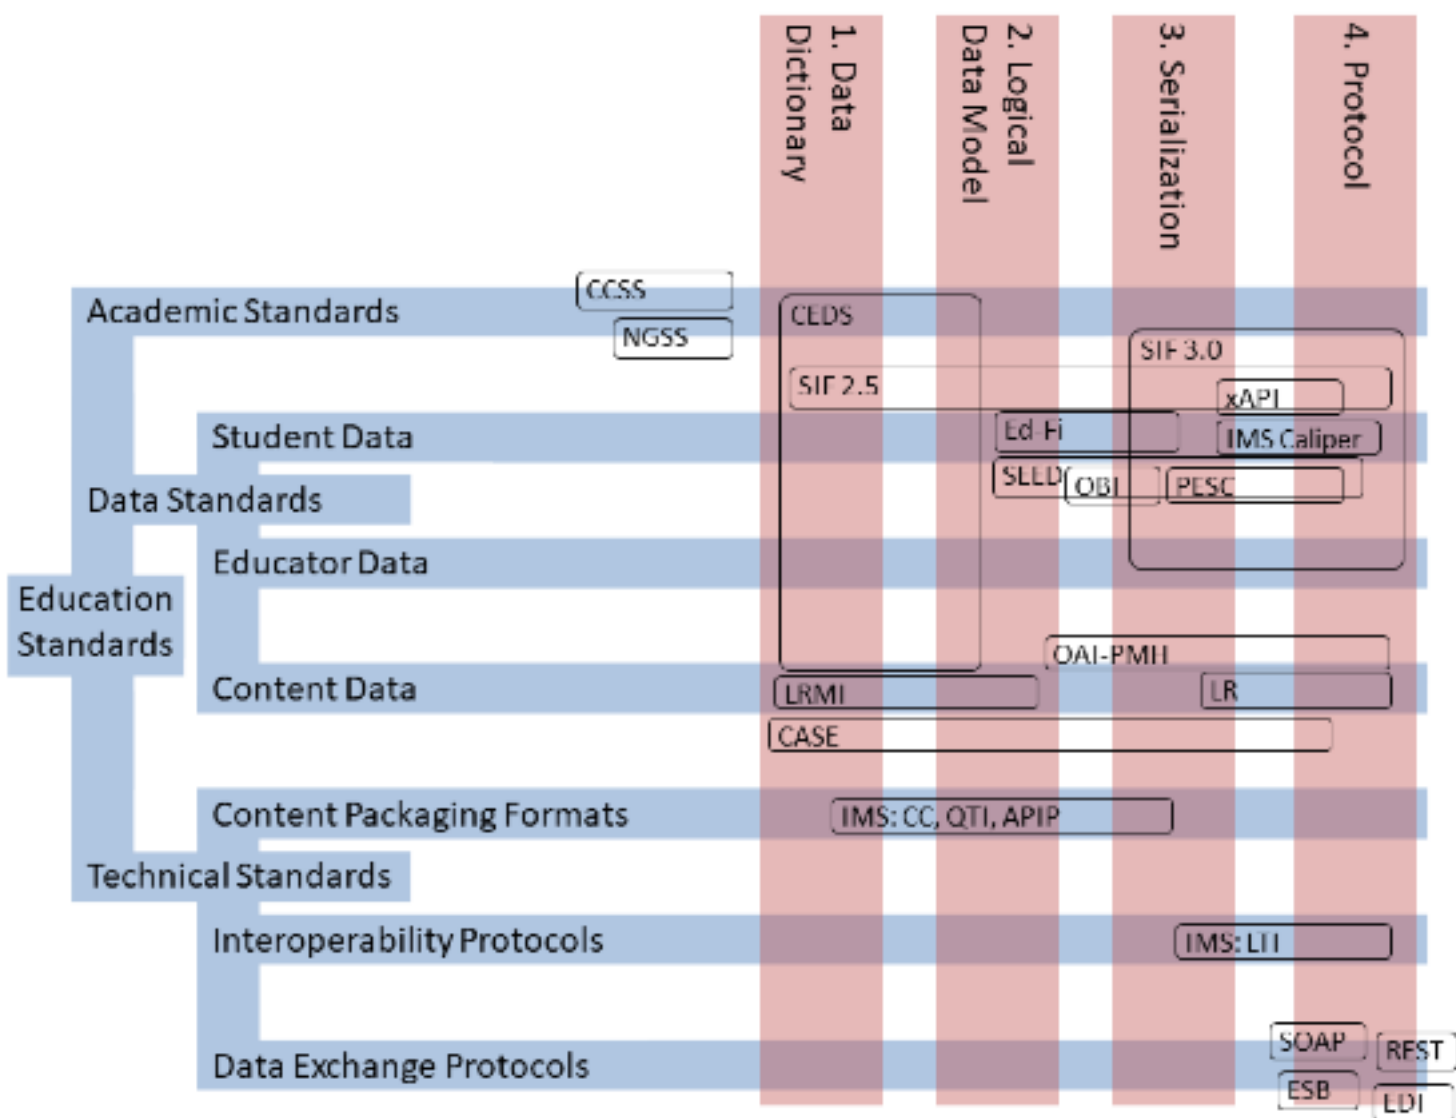 1. Data
Dictionary
2. Logical
Data Model
3. Serialization
4. Protocol
CCSS
Academic Standards
CEDS
NGSS
SIF 3.0
SIF 2.5
xAPI
Student Data
Ed-Fi
IMS Caliper
SLED
OBI
PESC
Data Standards
Educator Data
Education
Standards
OAI-PMH
Content Data
LRMI
LR
CASE
Content Packaging Formats
IMS: CC, QTI, APIP
Technical Standards
Interoperability Protocols
IMS: LTI
SOAP
REST
Data Exchange Protocols
ESB
EDI